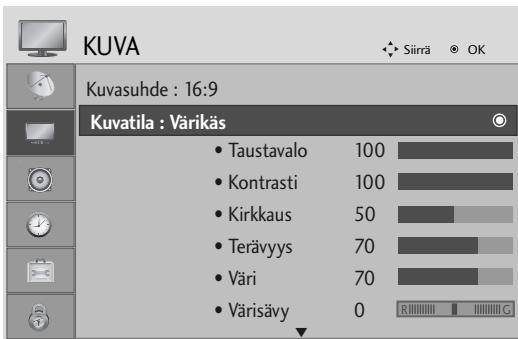 KUVA
Siirrä OK
Kuvasuhde : 16:9
Kuvatila : Värikäs
• Taustavalo 100
• Kontrasti 100
• Kirkkaus 50
• Terävyys 70
• Väri 70
• Värisävy 0 R G